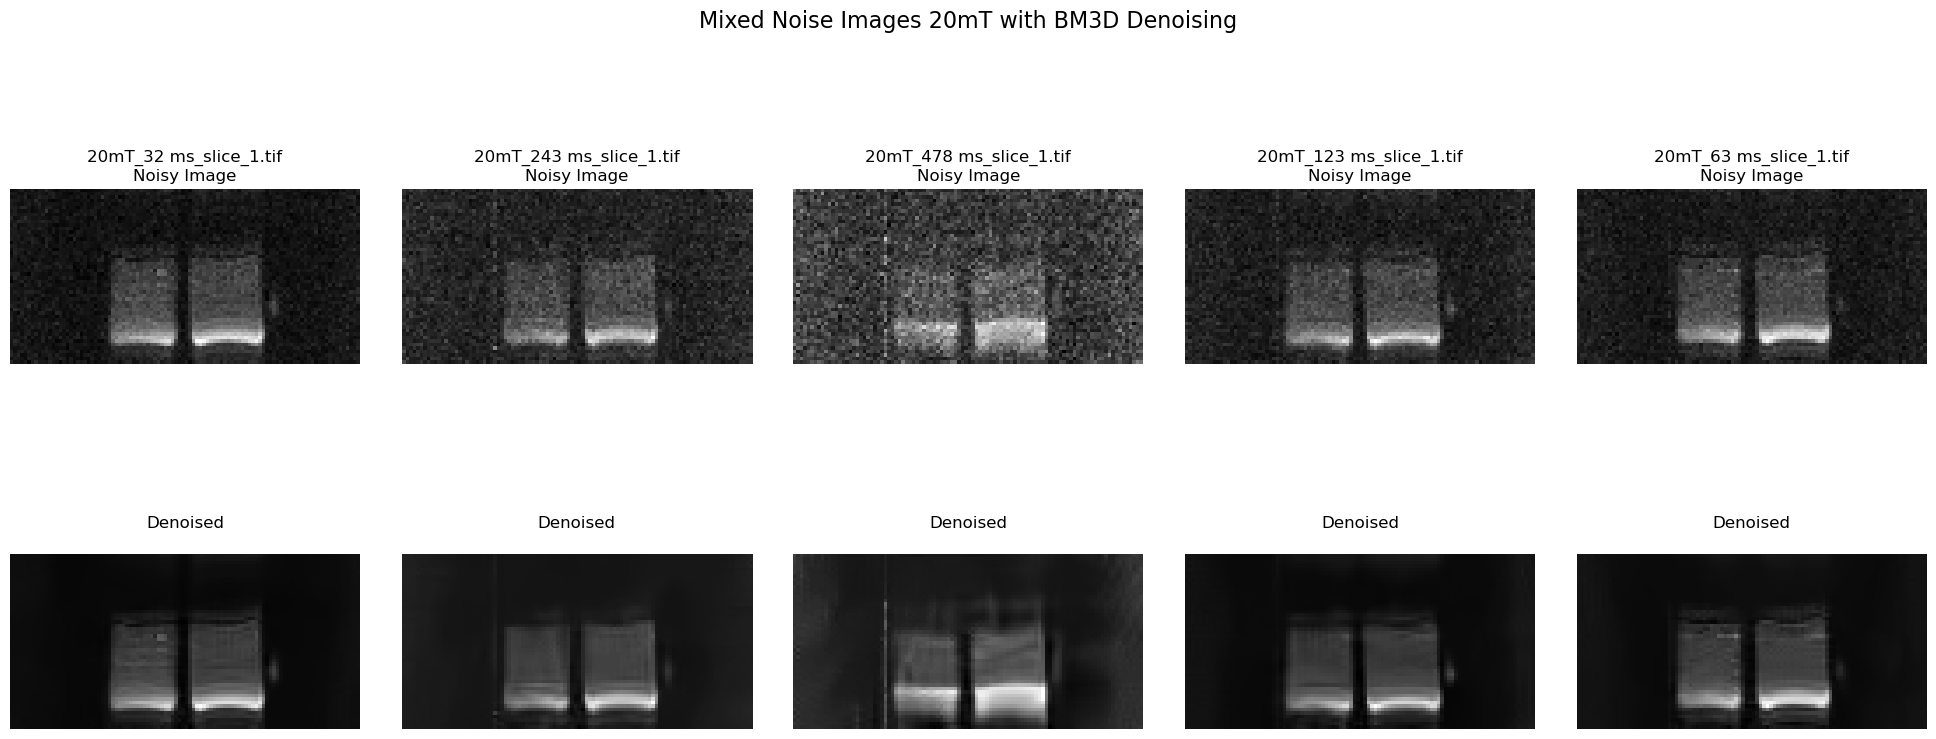 Mixed Noise Images 20mT with BM3D Denoising
20mT_32 ms_slice_1.tif
Noisy Image
20mT_243 ms_slice_1.tif
Noisy Image
20mT_478 ms_slice_1.tif
Noisy Image
20mT_123 ms_slice_1.tif
Noisy Image
20mT_63 ms_slice_1.tif
Noisy Image
Denoised
Denoised
Denoised
Denoised
Denoised